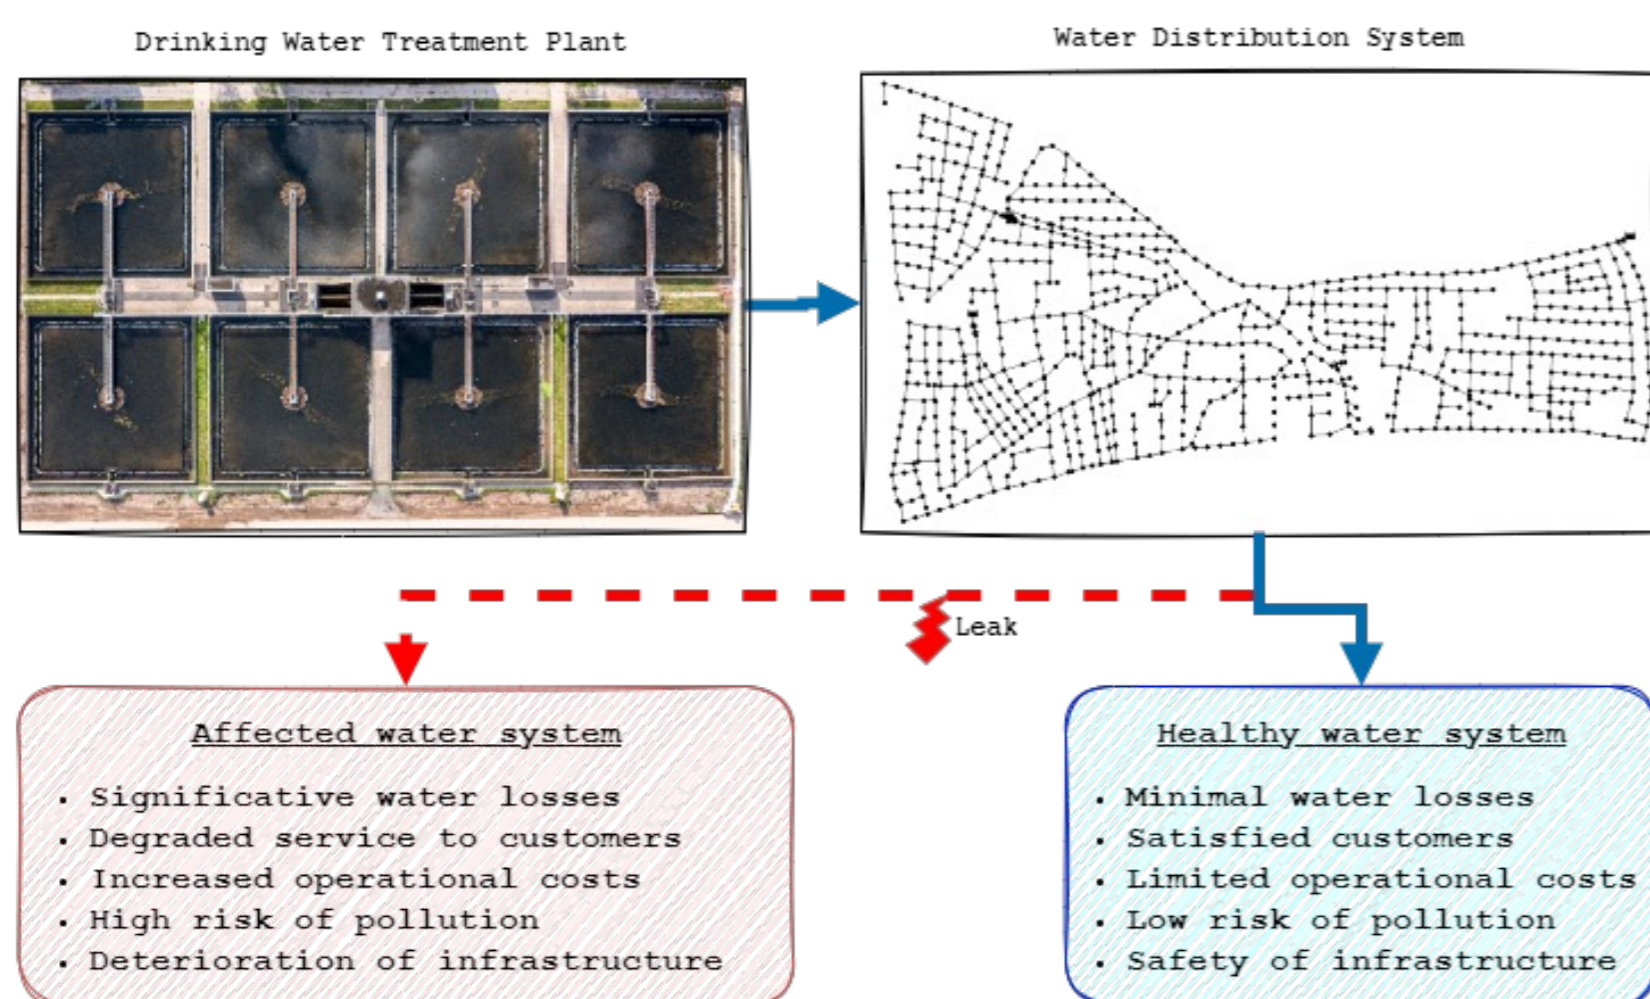 Drinking Water Treatment Plant
Water Distribution System
Leak
Affected water system
• Significative water losses
• Degraded service to customers
• Increased operational costs
• High risk of pollution
• Deterioration of infrastructure
Healthy water system
• Minimal water losses
• Satisfied customers
• Limited operational costs
• Low risk of pollution
• Safety of infrastructure